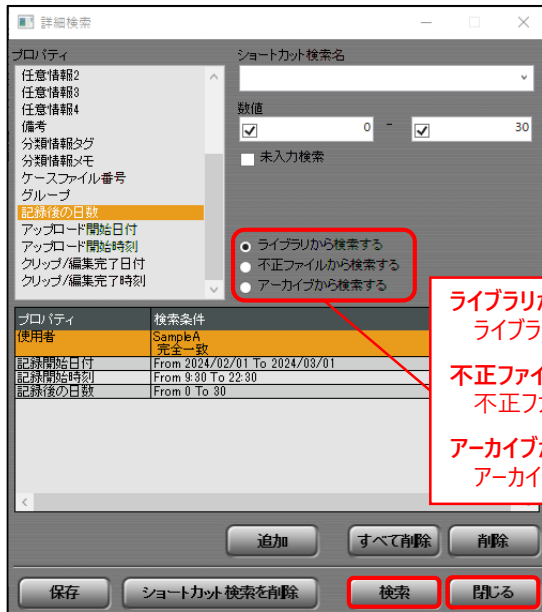 詳細検索
プロパティ
ショートカット検索名
任意情報2
任意情報3
任意情報4
備考
分類情報タグ
分類情報メモ
ケースファイル番号
グループ
記録後の日数
アップロード開始日付
アップロード開始時刻
クリップ/編集完了日付
クリップ/編集完了時刻
数値
0 - 30
未入力検索
ライブラリから検索する
不正ファイルから検索する
アーカイブから検索する
ライブラリか
ライブラ
不正ファイ
不正フ
アーカイブか
アーカイ
プロパティ 検索条件
使用者 SampleA
完全一致
記録開始日付 From 2024/02/01 To 2024/03/01
記録開始時刻 From 9:30 To 22:30
記録後の日数 From 0 To 30
追加 すべて削除 削除
保存 ショートカット検索を削除 検索 閉じる